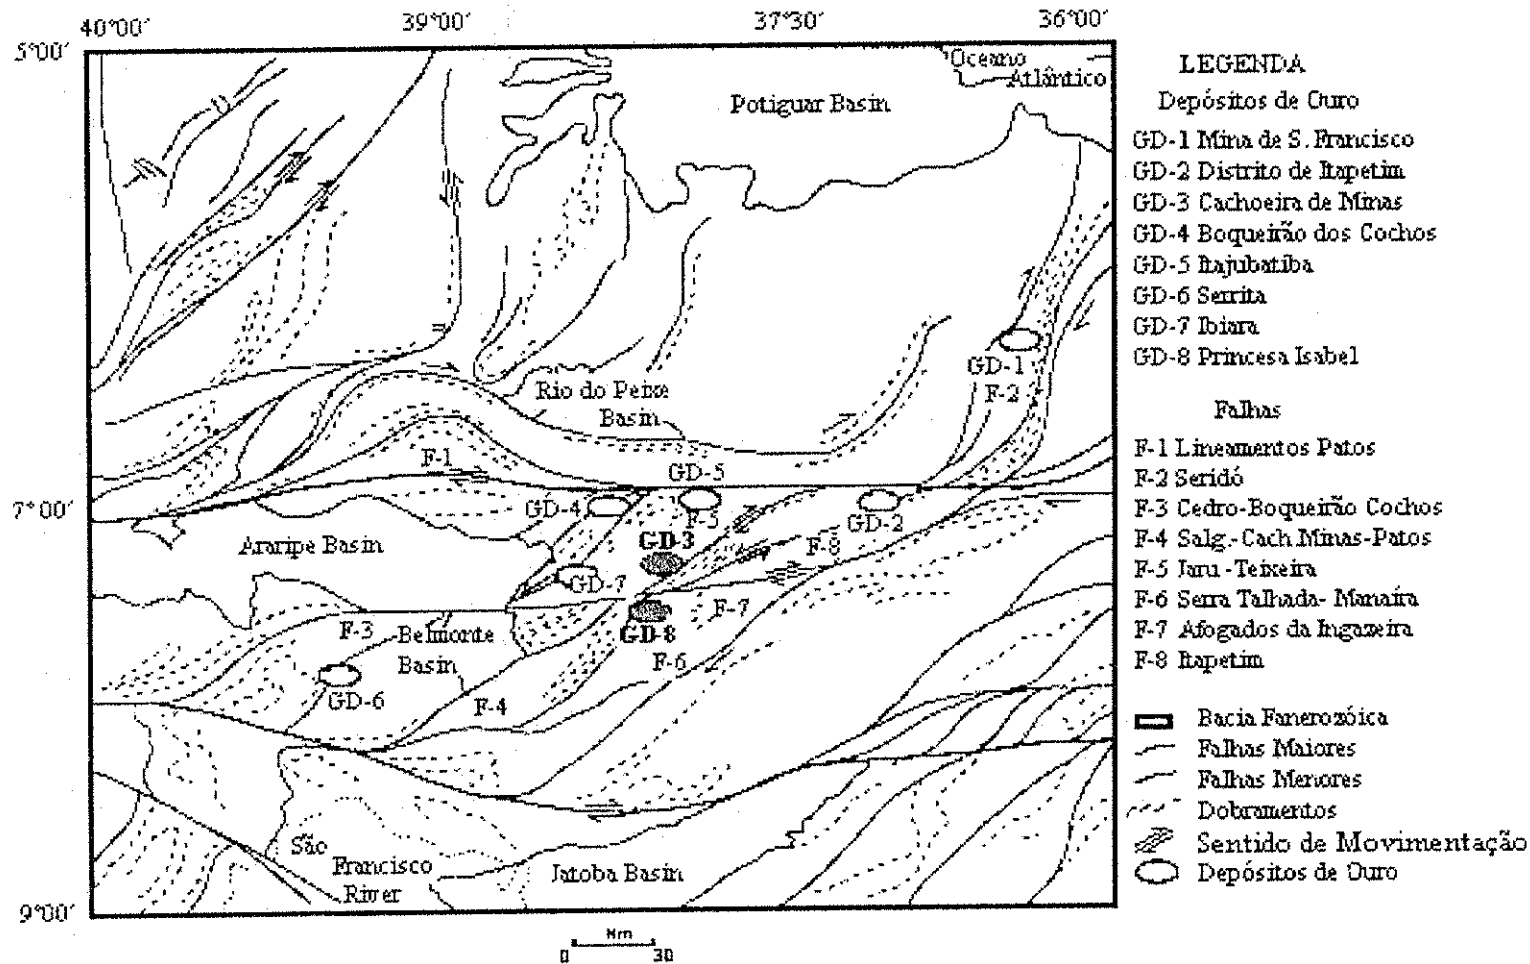 40°00′ 39°00′ 37°30′ 36°00′
5°00′
Oceano
Atlântico
Potiguar Basin
GD-1
F-2
Rio do Peixe
Basin
F-1
GD-5
7°00′
GD-4
F-5
GD-2
Araripe Basin
GD-3
F-8
GD-7
F-7
F-3
Belmonte
Basin
GD-8
F-6
GD-6
F-4
São
Francisco
River
Jatoba Basin
9°00′
0 30
LEGENDA
Depósitos de Ouro
GD-1 Mina de S. Francisco
GD-2 Distrito de Itapetim
GD-3 Cachoeira de Minas
GD-4 Boqueirão dos Cochos
GD-5 Itajubatiba
GD-6 Serrita
GD-7 Ibiara
GD-8 Princesa Isabel
Falhas
F-1 Lineamentos Patos
F-2 Seridó
F-3 Cedro-Boqueirão Cochos
F-4 Salg.-Cach.Minas-Patos
F-5 Jaru -Teixeira
F-6 Serra Talhada- Manaíra
F-7 Afogados da Ingazeira
F-8 Itapetim
Bacia Fanerozóica
Falhas Maiores
Falhas Menores
Dobramentos
Sentido de Movimentação
Depósitos de Ouro